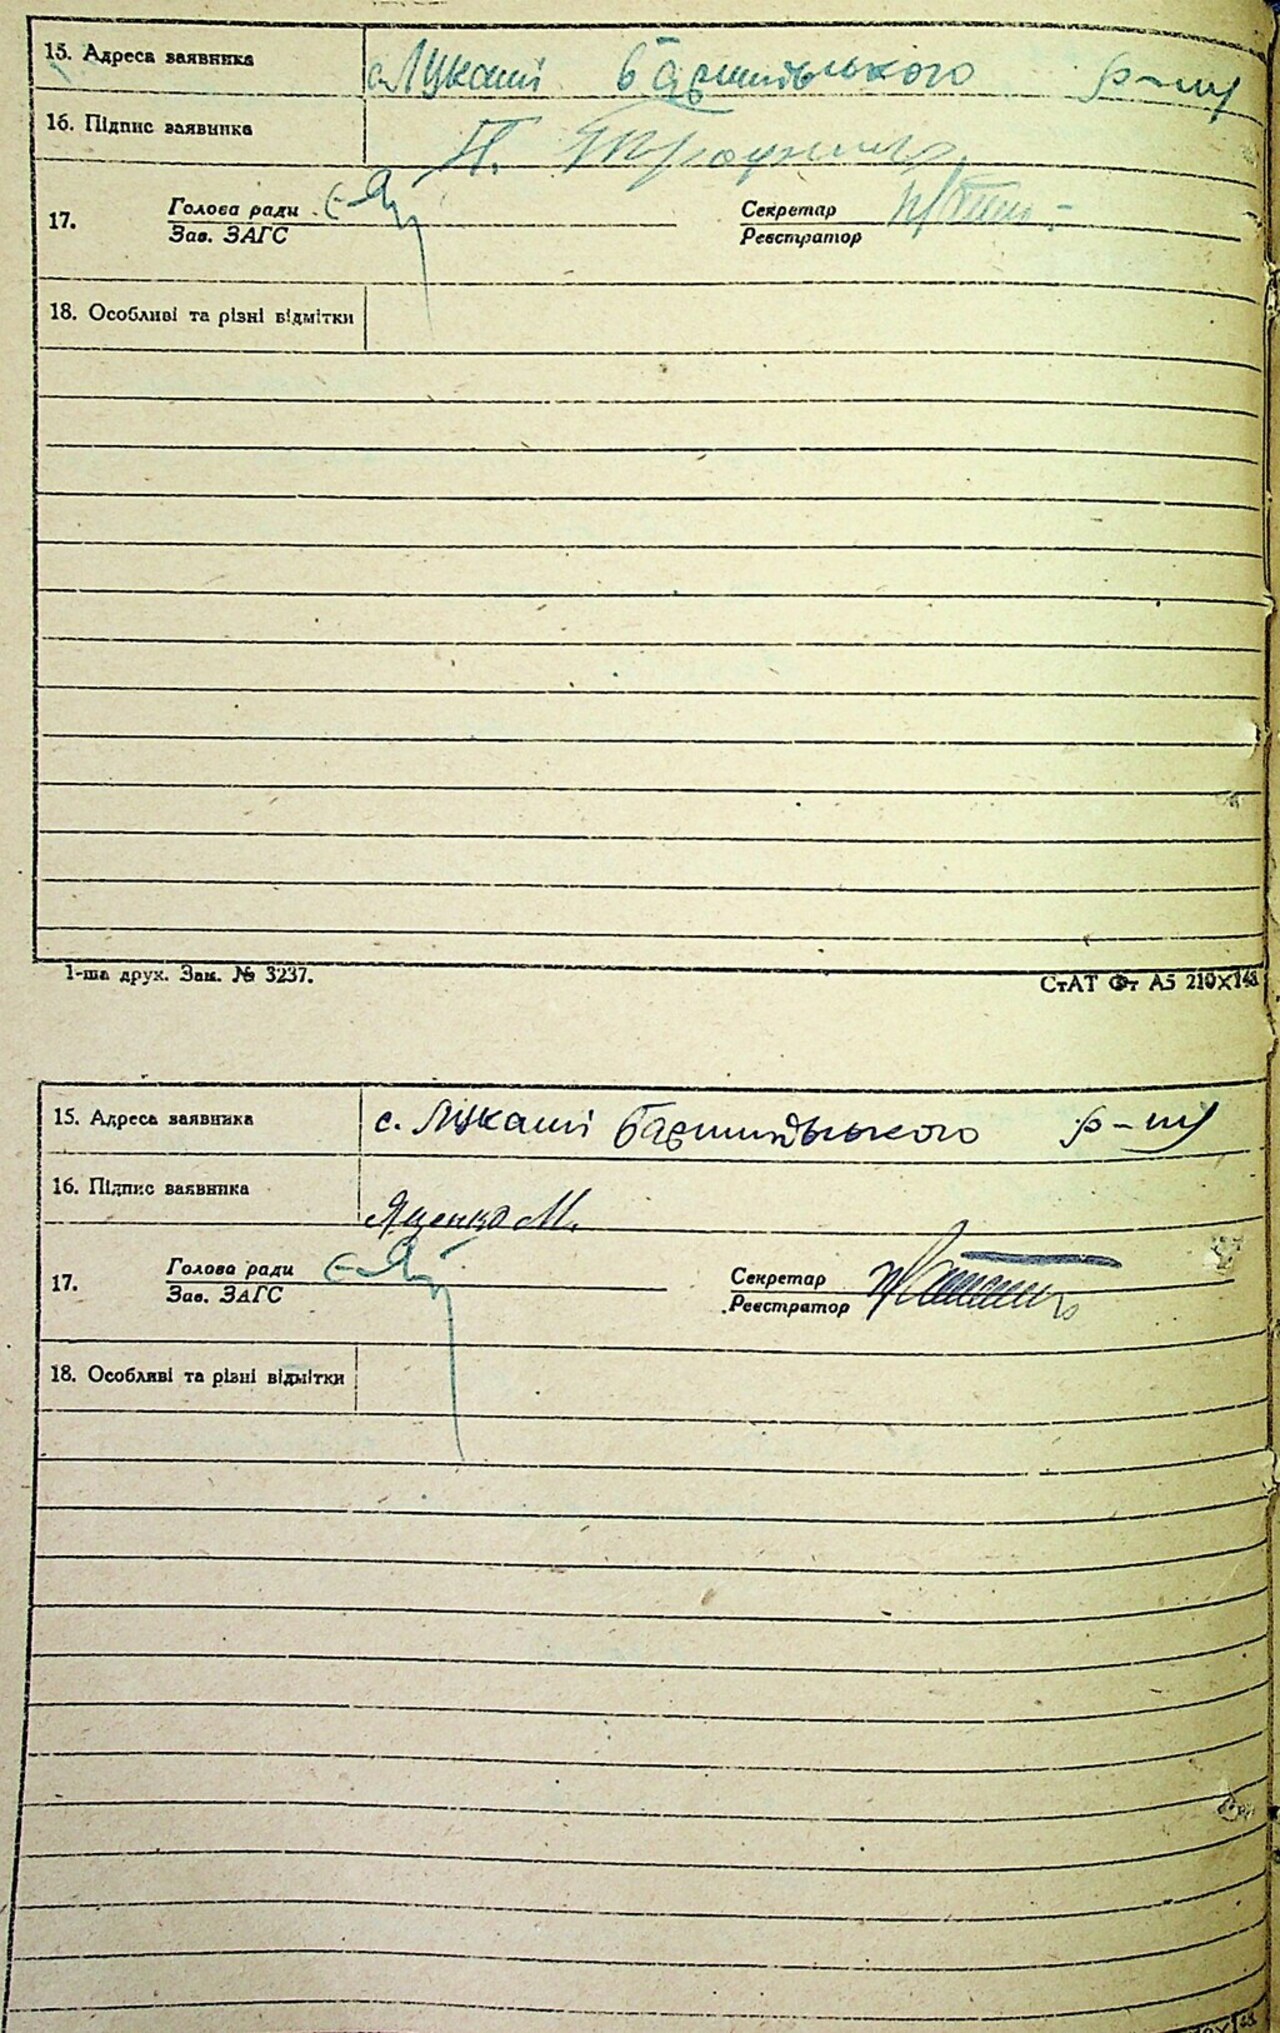 15. Адреса заявника с. Лукаші Баришівського р-ну
16. Підпис заявника
17. Голова ради Секретар
Зав. ЗАГС Реєстратор
18. Особливі та різні відмітки
1-ша друк. Зам. № 3237. СтАТ Фт А5 210×148
15. Адреса заявника с. Лукаші Баришівського р-ну
16. Підпис заявника Яценко М.
17. Голова ради Секретар
Зав. ЗАГС Реєстратор
18. Особливі та різні відмітки